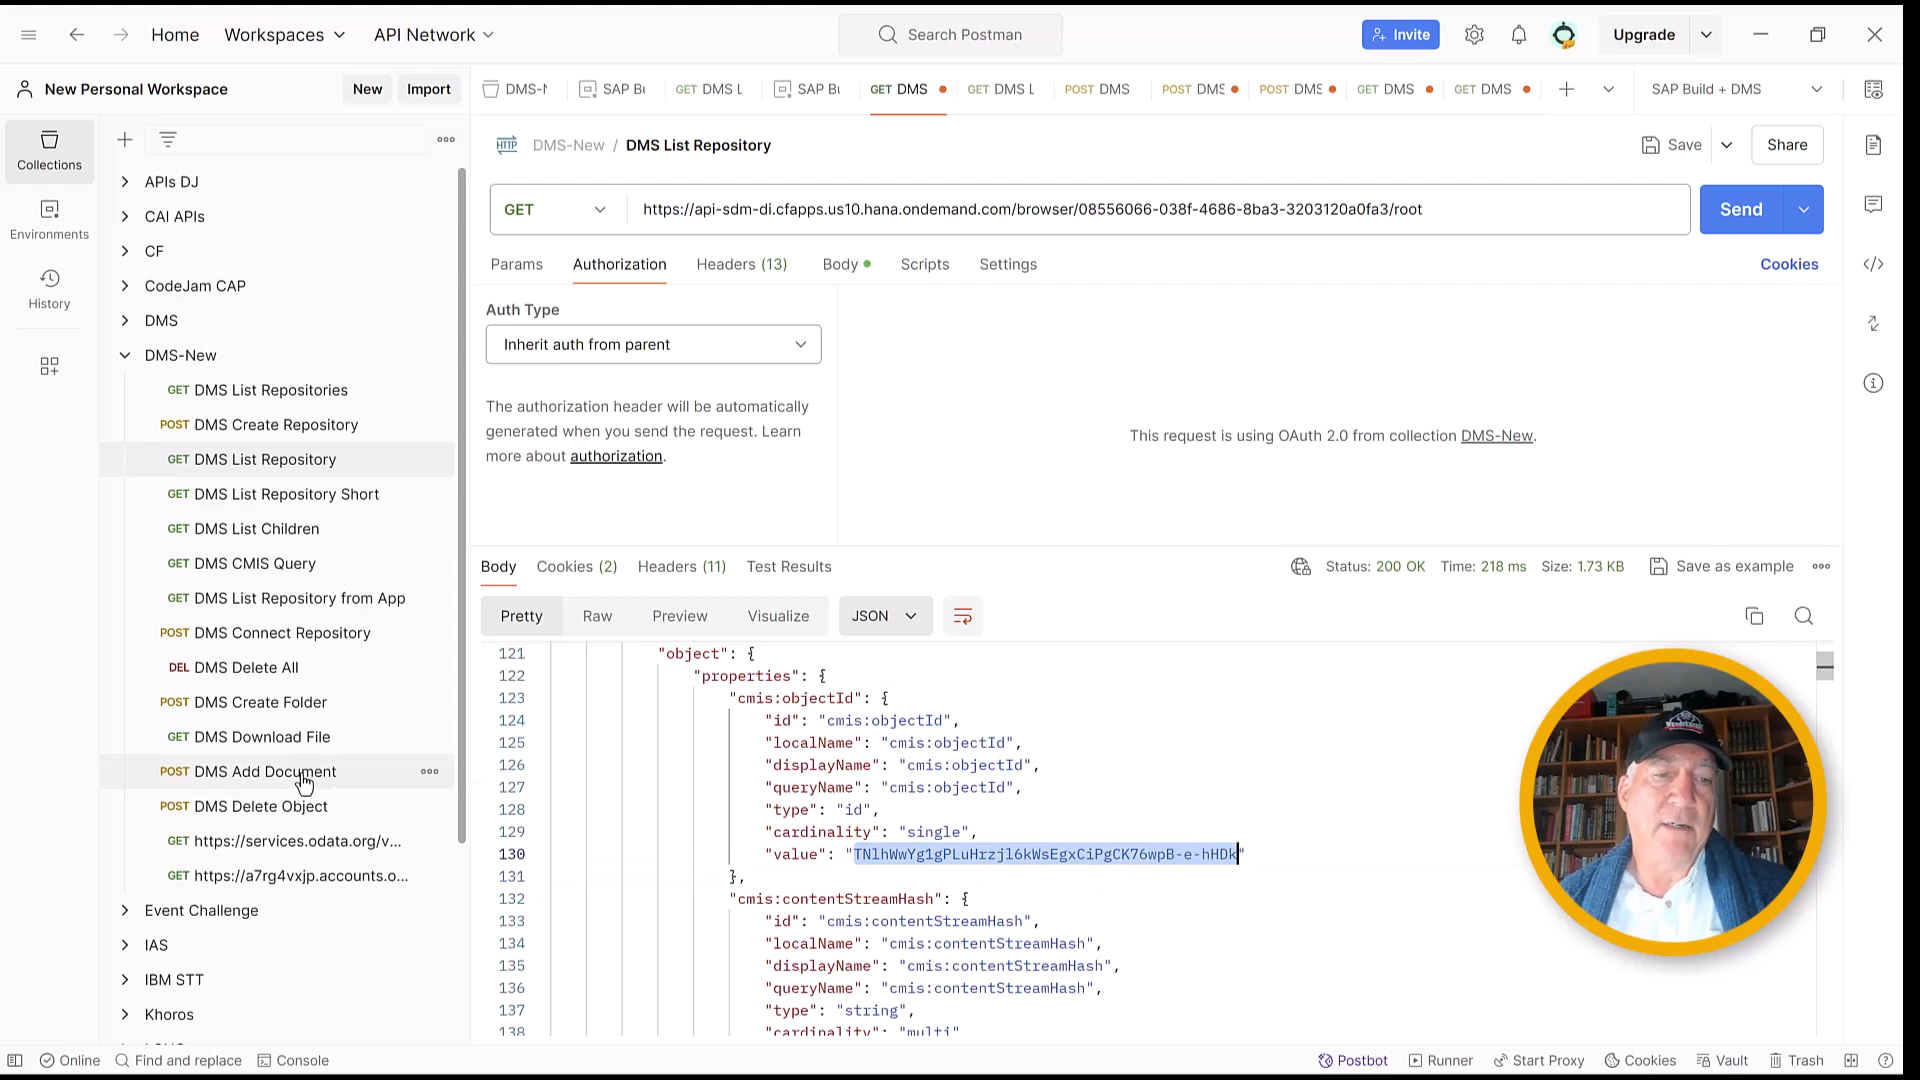 Home
Workspaces
API Network
Search Postman
Invite
Upgrade
New Personal Workspace
New
Import
DMS-N
SAP Bu
GET DMS L
SAP Bu
GET DMS
GET DMS L
POST DMS
POST DMS
POST DMS
GET DMS
GET DMS
SAP Build + DMS
Collections
Environments
History
APIs DJ
CAI APIs
CF
CodeJam CAP
DMS
DMS-New
GET DMS List Repositories
POST DMS Create Repository
GET DMS List Repository
GET DMS List Repository Short
GET DMS List Children
GET DMS CMIS Query
GET DMS List Repository from App
POST DMS Connect Repository
DEL DMS Delete All
POST DMS Create Folder
GET DMS Download File
POST DMS Add Document
POST DMS Delete Object
GET https://services.odata.org/v...
GET https://a7rg4vxjp.accounts.o...
Event Challenge
IAS
IBM STT
Khoros
HTTP DMS-New / DMS List Repository
Save
Share
GET https://api-sdm-di.cfapps.us10.hana.ondemand.com/browser/08556066-038f-4686-8ba3-3203120a0fa3/root
Send
Params
Authorization
Headers (13)
Body
Scripts
Settings
Cookies
Auth Type
Inherit auth from parent
The authorization header will be automatically
generated when you send the request. Learn
more about authorization.
This request is using OAuth 2.0 from collection DMS-New.
Body
Cookies (2)
Headers (11)
Test Results
Status: 200 OK
Time: 218 ms
Size: 1.73 KB
Save as example
Pretty
Raw
Preview
Visualize
JSON
121 "object": {
122 "properties": {
123 "cmis:objectId": {
124 "id": "cmis:objectId",
125 "localName": "cmis:objectId",
126 "displayName": "cmis:objectId",
127 "queryName": "cmis:objectId",
128 "type": "id",
129 "cardinality": "single",
130 "value": "TNlhWwYg1gPLuHrzjl6kWsEgxCiPgCK76wpB-e-hHDk"
131 },
132 "cmis:contentStreamHash": {
133 "id": "cmis:contentStreamHash",
134 "localName": "cmis:contentStreamHash",
135 "displayName": "cmis:contentStreamHash",
136 "queryName": "cmis:contentStreamHash",
137 "type": "string",
138 "cardinality": "multi"
Online
Find and replace
Console
Postbot
Runner
Start Proxy
Cookies
Vault
Trash